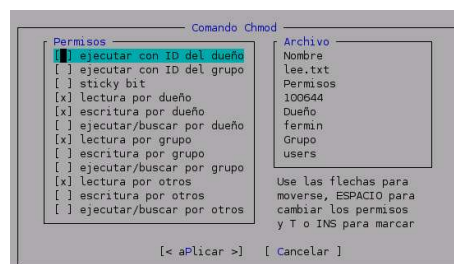 Comando Chmod
Permisos
[ ] ejecutar con ID del dueño
[ ] ejecutar con ID del grupo
[ ] sticky bit
[x] lectura por dueño
[x] escritura por dueño
[ ] ejecutar/buscar por dueño
[x] lectura por grupo
[ ] escritura por grupo
[ ] ejecutar/buscar por grupo
[x] lectura por otros
[ ] escritura por otros
[ ] ejecutar/buscar por otros
Archivo
Nombre
lee.txt
Permisos
100644
Dueño
fermin
Grupo
users
Use las flechas para
moverse, ESPACIO para
cambiar los permisos
y T o INS para marcar
[< aPlicar >] [ Cancelar ]